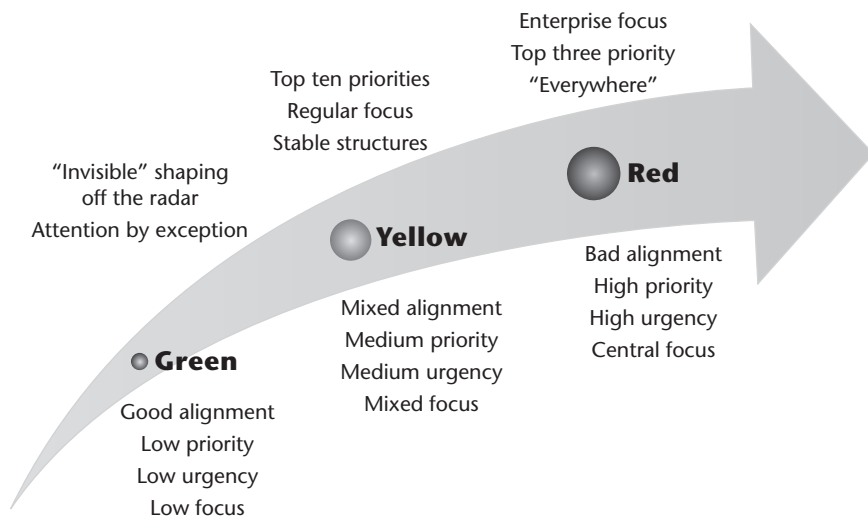 “Invisible” shaping
off the radar
Attention by exception
Green
Good alignment
Low priority
Low urgency
Low focus
Top ten priorities
Regular focus
Stable structures
Yellow
Mixed alignment
Medium priority
Medium urgency
Mixed focus
Enterprise focus
Top three priority
“Everywhere”
Red
Bad alignment
High priority
High urgency
Central focus